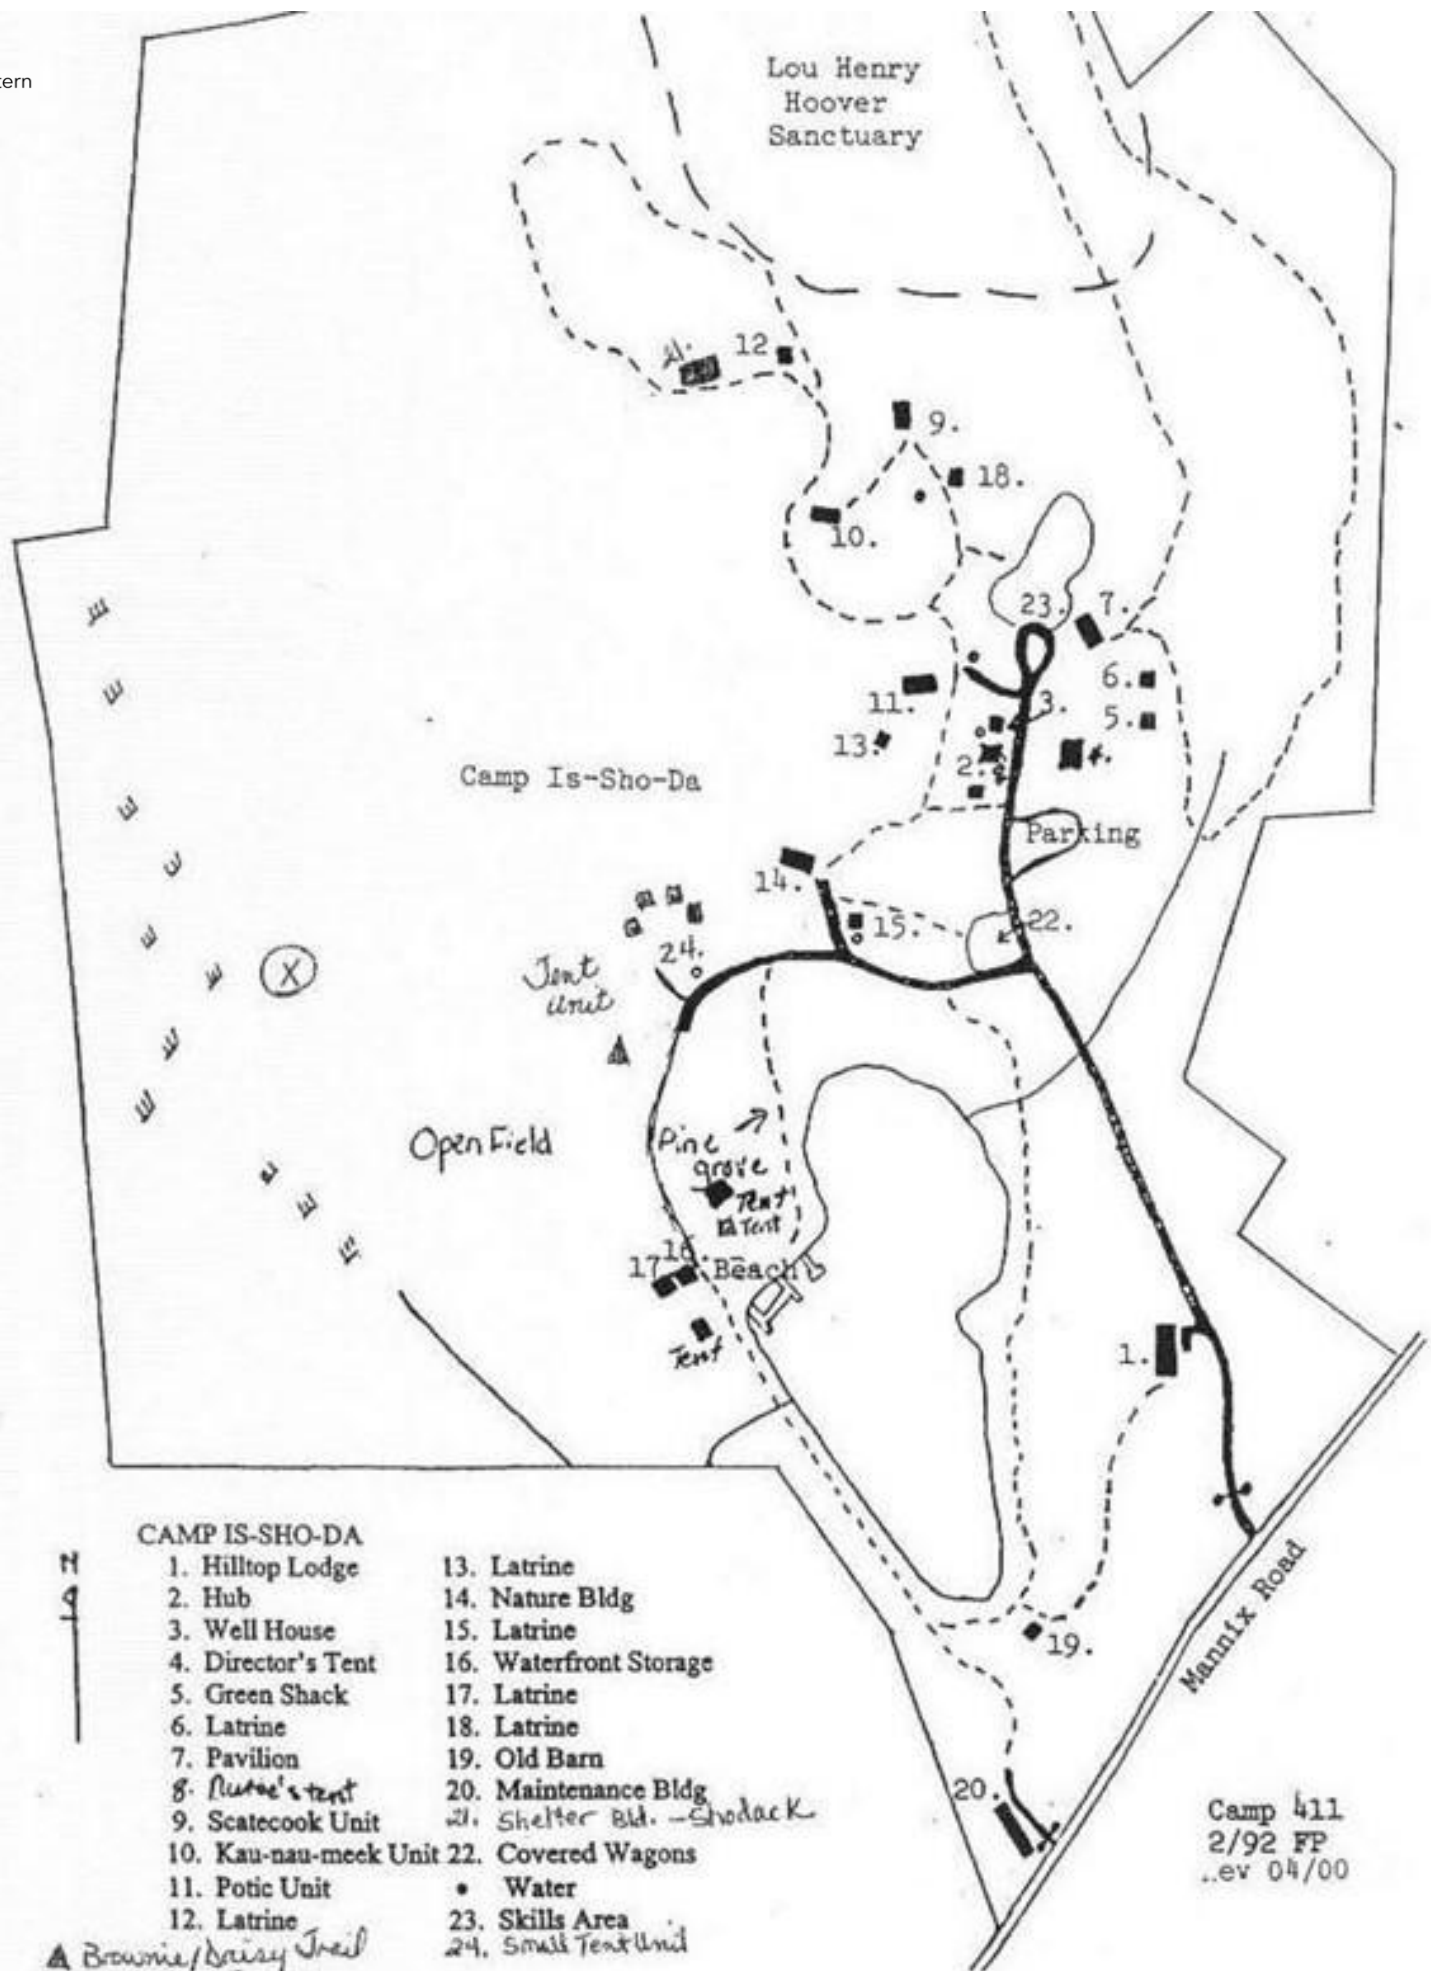 tern
Lou Henry
Hoover
Sanctuary
21.
12
9.
18.
10.
23.
7.
11.
6.
3.
5.
13.
2.
4.
Camp Is-Sho-Da
Parking
14.
15.
22.
24.
Tent
Unit
X
Open Field
Pine
grove
Tent
Tent
16.
17
Beach
Tent
1.
19.
Mannix Road
20.
N
CAMP IS-SHO-DA
1. Hilltop Lodge
2. Hub
3. Well House
4. Director's Tent
5. Green Shack
6. Latrine
7. Pavilion
8. Nurse's tent
9. Scatecook Unit
10. Kau-nau-meek Unit
11. Potic Unit
12. Latrine
▲ Brownie/Daisy Trail
13. Latrine
14. Nature Bldg
15. Latrine
16. Waterfront Storage
17. Latrine
18. Latrine
19. Old Barn
20. Maintenance Bldg
21. Shelter Bld. - Shodack
22. Covered Wagons
• Water
23. Skills Area
24. Small Tent Unit
Camp 411
2/92 FP
..ev 04/00